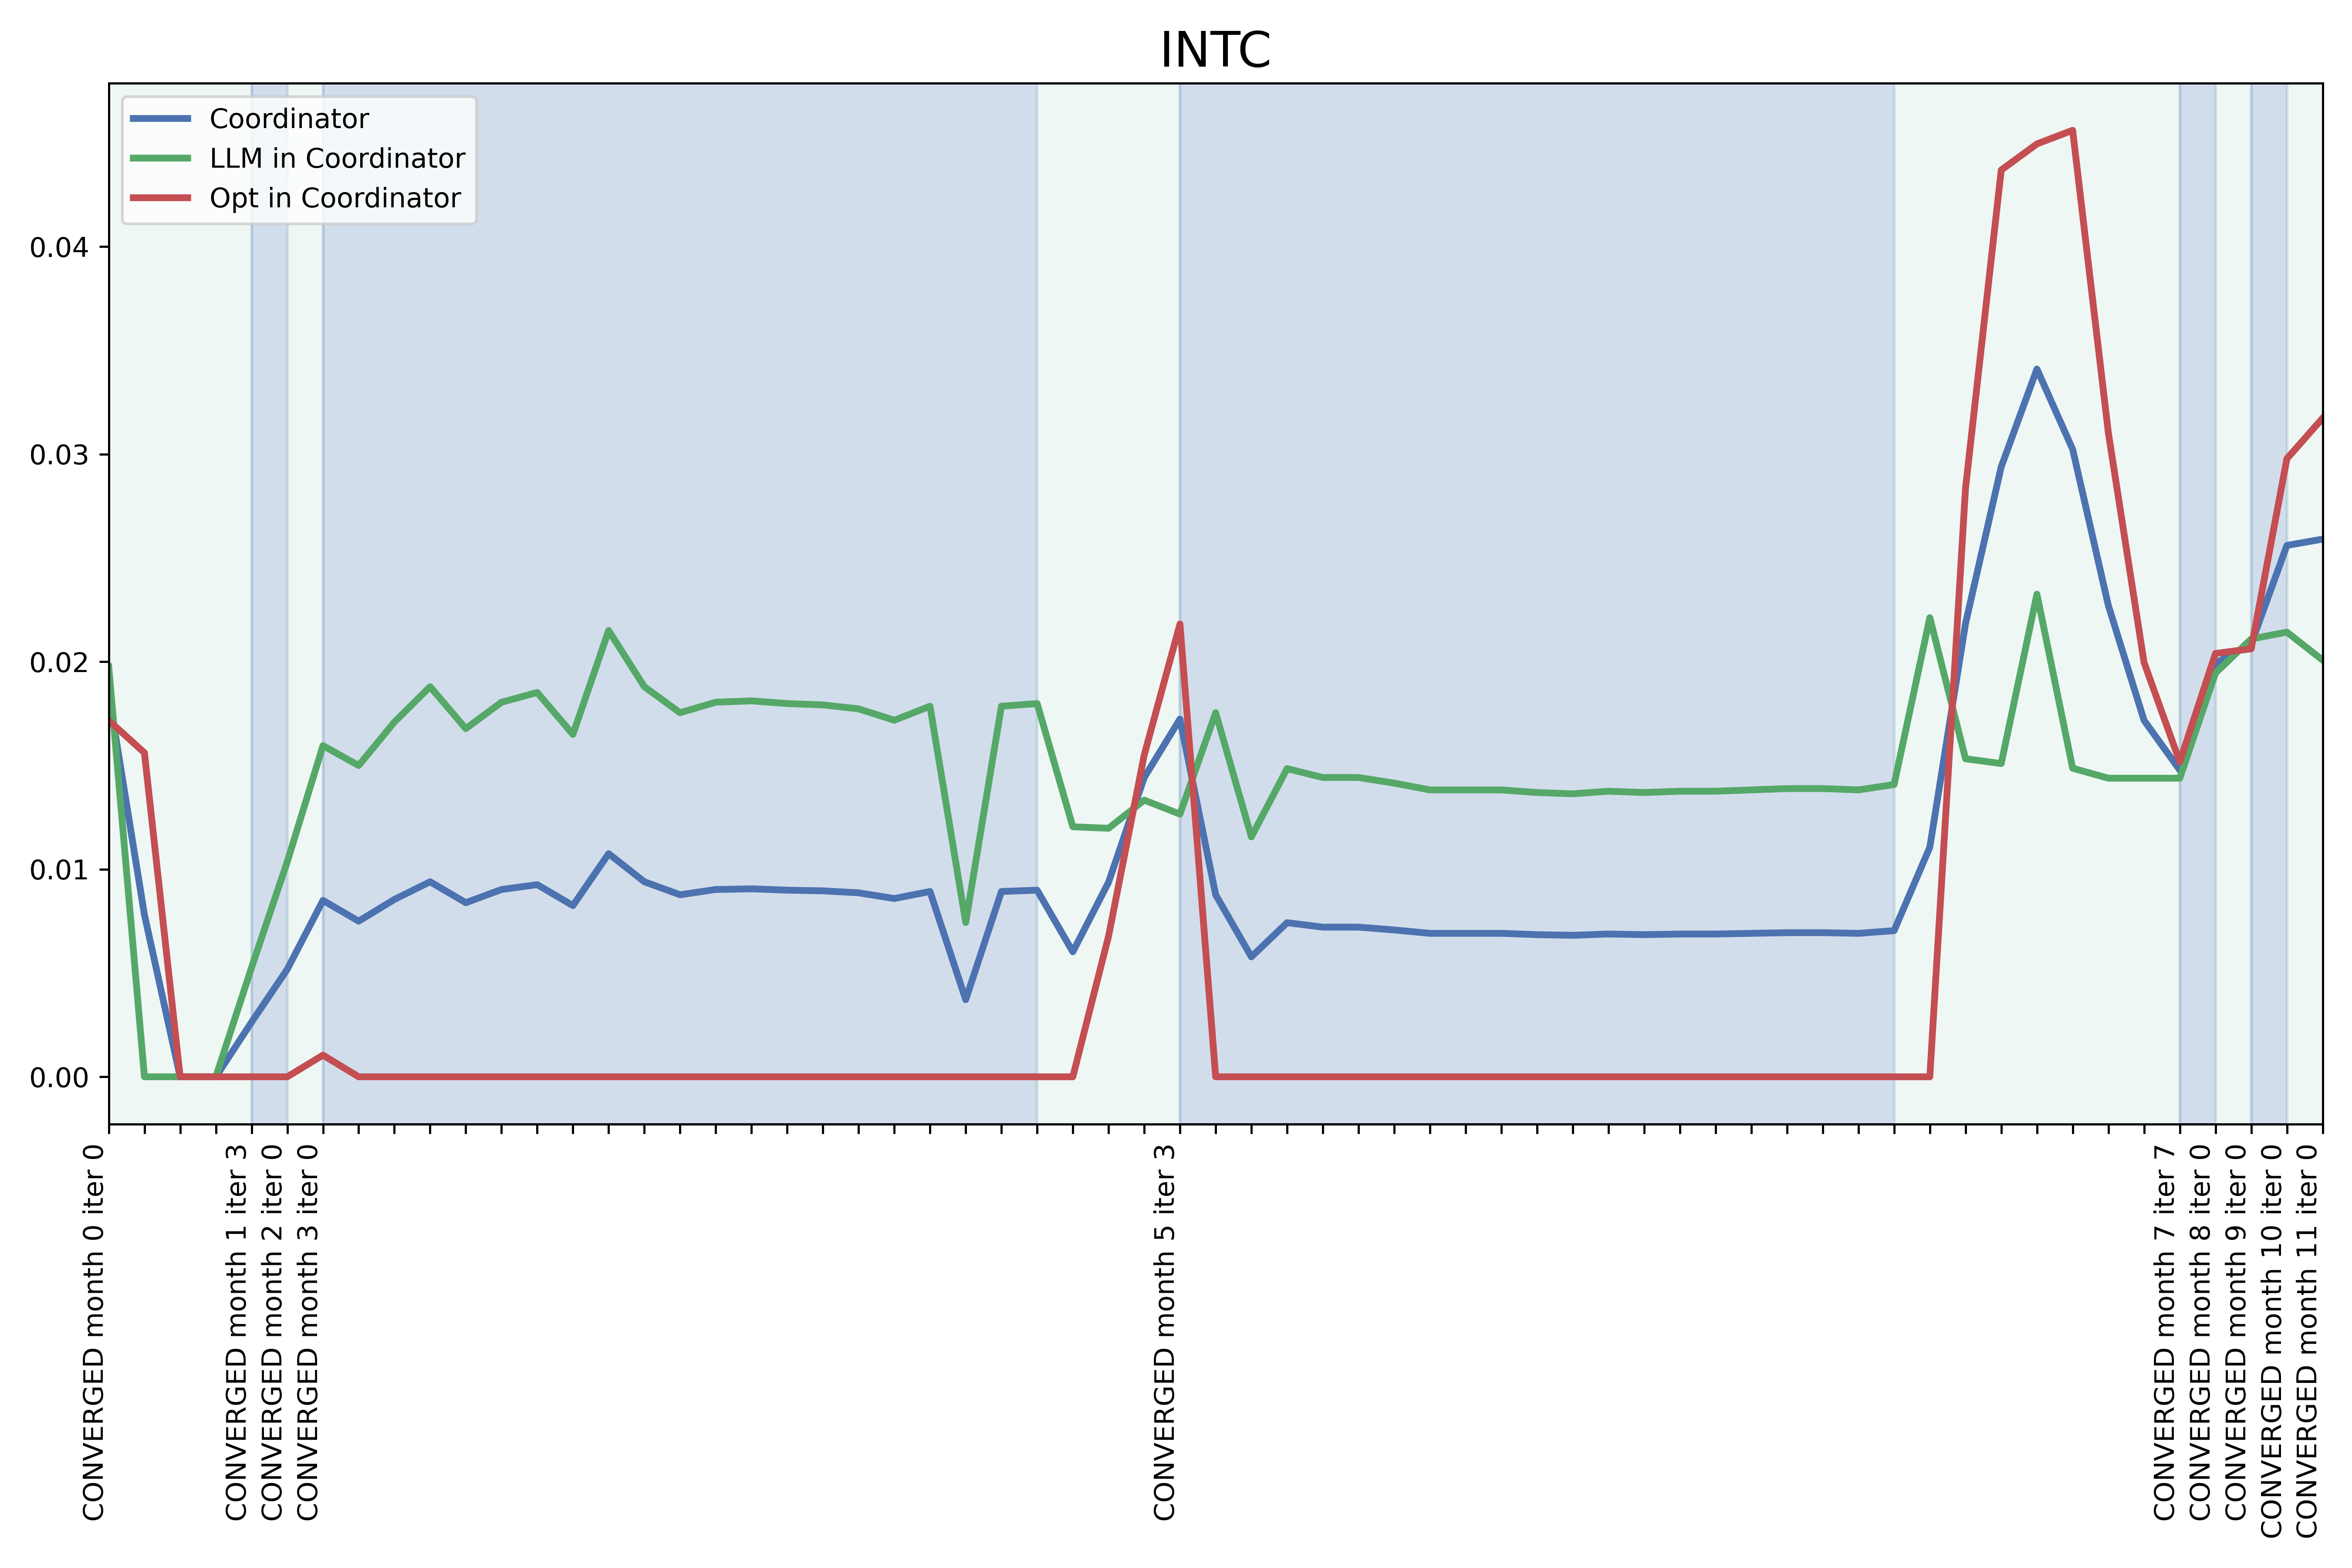 INTC
Coordinator
LLM in Coordinator
Opt in Coordinator
0.04
0.03
0.02
0.01
0.00
CONVERGED month 0 iter 0
CONVERGED month 1 iter 3
CONVERGED month 2 iter 0
CONVERGED month 3 iter 0
CONVERGED month 5 iter 3
CONVERGED month 7 iter 7
CONVERGED month 8 iter 0
CONVERGED month 9 iter 0
CONVERGED month 10 iter 0
CONVERGED month 11 iter 0